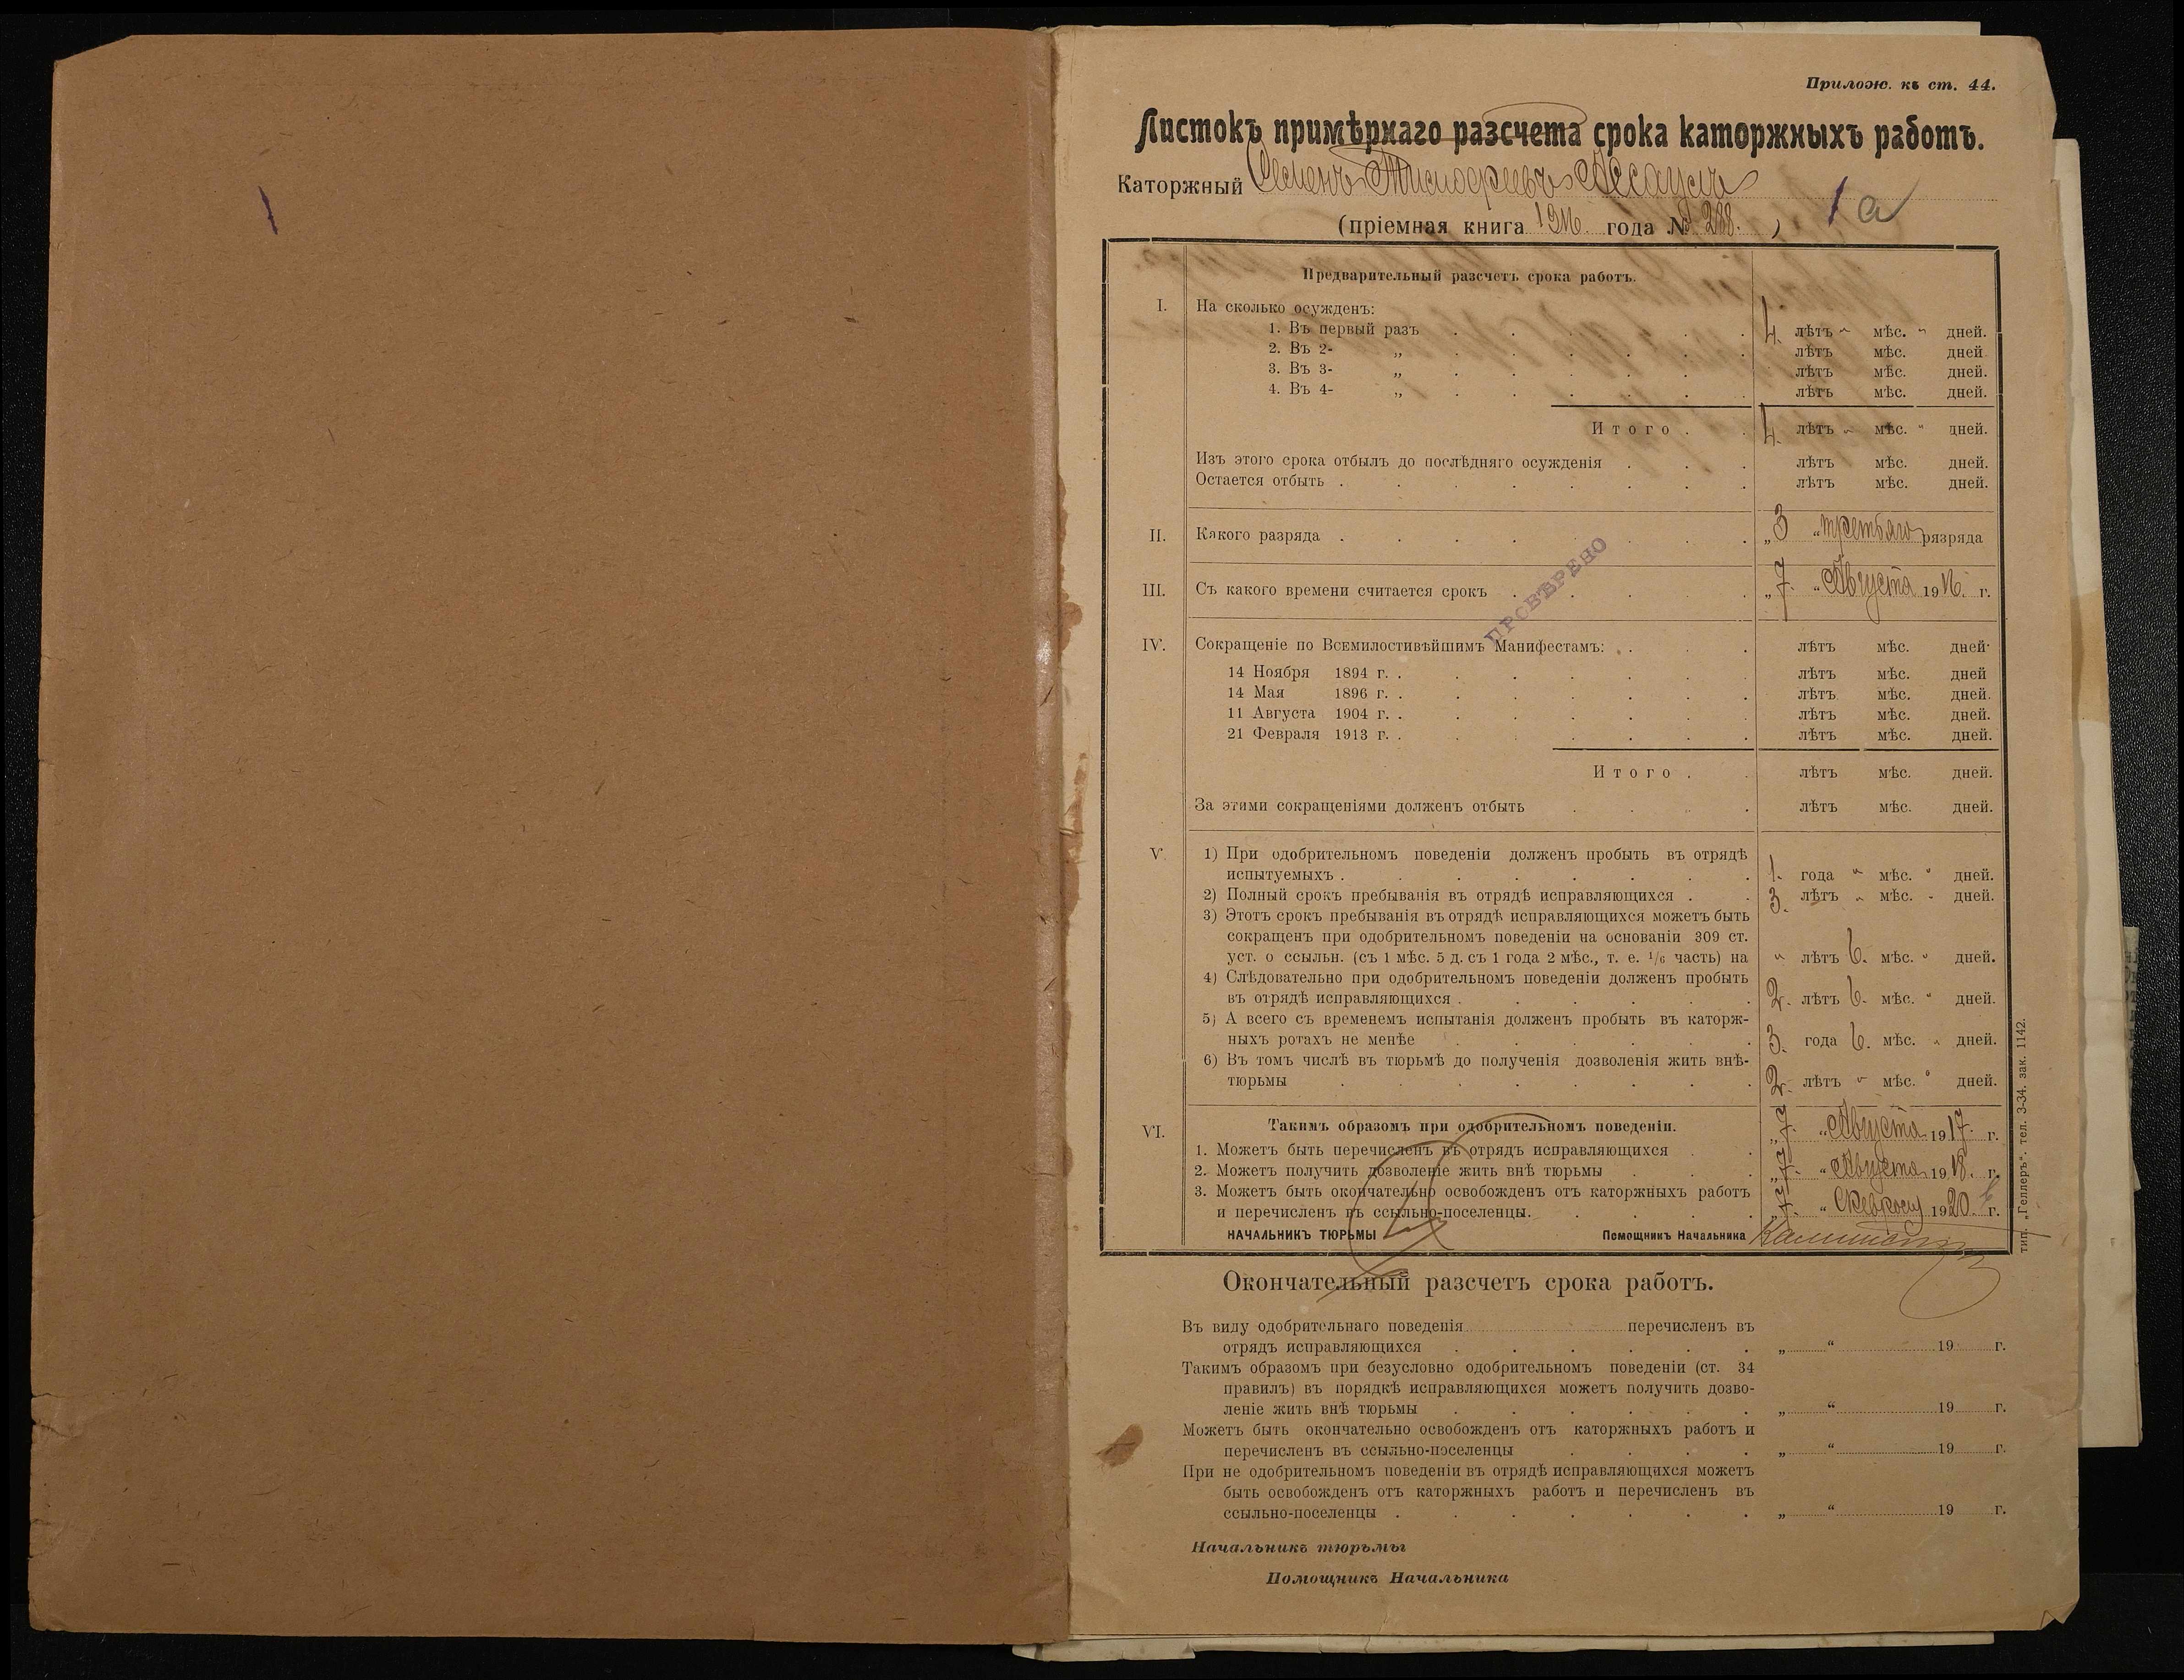 Прилож. къ ст. 44.
Листокъ примѣрнаго разсчета срока каторжныхъ работъ.
Каторжный Семенъ Тимофеевъ Есаулъ
1 а
(пріемная книга 1916 года № 288.)
Предварительный разсчетъ срока работъ.
I. На сколько осужденъ:
1. Въ первый разъ 4. лѣтъ „ мѣс. „ дней.
2. Въ 2- „ лѣтъ мѣс. дней.
3. Въ 3- „ лѣтъ мѣс. дней.
4. Въ 4- „ лѣтъ мѣс. дней.
Итого 4. лѣтъ „ мѣс. „ дней.
Изъ этого срока отбылъ до послѣдняго осужденія лѣтъ мѣс. дней.
Остается отбыть лѣтъ мѣс. дней.
II. Какого разряда „3“ третьяго разряда
ПРОВѢРЕНО
III. Съ какого времени считается срокъ „7.“ Августа 1916. г.
IV. Сокращеніе по Всемилостивѣйшимъ Манифестамъ: лѣтъ мѣс. дней
14 Ноября 1894 г. лѣтъ мѣс. дней
14 Мая 1896 г. лѣтъ мѣс. дней.
11 Августа 1904 г. лѣтъ мѣс. дней.
21 Февраля 1913 г. лѣтъ мѣс. дней.
Итого лѣтъ мѣс. дней.
За этими сокращеніями долженъ отбыть лѣтъ мѣс. дней.
V. 1) При одобрительномъ поведеніи долженъ пробыть въ отрядѣ
испытуемыхъ 1. года „ мѣс. „ дней.
2) Полный срокъ пребыванія въ отрядѣ исправляющихся 3. лѣтъ „ мѣс. „ дней.
3) Этотъ срокъ пребыванія въ отрядѣ исправляющихся можетъ быть
сокращенъ при одобрительномъ поведеніи на основаніи 309 ст.
уст. о ссыльн. (съ 1 мѣс. 5 д. съ 1 года 2 мѣс., т. е. 1/6 часть) на „ лѣтъ 6. мѣс. „ дней.
4) Слѣдовательно при одобрительномъ поведеніи долженъ пробыть
въ отрядѣ исправляющихся 2. лѣтъ 6. мѣс. „ дней.
5) А всего съ временемъ испытанія долженъ пробыть въ каторж-
ныхъ ротахъ не менѣе 3. года 6. мѣс. „ дней.
6) Въ томъ числѣ въ тюрьмѣ до полученія дозволенія жить внѣ-
тюрьмы 2. лѣтъ „ мѣс. „ дней.
VI. Такимъ образомъ при одобрительномъ поведеніи.
1. Можетъ быть перечисленъ въ отрядъ исправляющихся „7.“ Августа 1917. г.
2. Можетъ получить дозволеніе жить внѣ тюрьмы „7.“ Августа 1918. г.
3. Можетъ быть окончательно освобожденъ отъ каторжныхъ работъ
и перечисленъ въ ссыльно-поселенцы. „7.“ 1920. г.
НАЧАЛЬНИКЪ ТЮРЬМЫ Помощникъ Начальника
тип. „Геллеръ“. тел. 3-34. зак. 1142.
Окончательный разсчетъ срока работъ.
Въ виду одобрительнаго поведенія перечисленъ въ
отрядъ исправляющихся „ “ 19 г.
Такимъ образомъ при безусловно одобрительномъ поведеніи (ст. 34
правилъ) въ порядкѣ исправляющихся можетъ получить дозво-
леніе жить внѣ тюрьмы „ “ 19 г.
Можетъ быть окончательно освобожденъ отъ каторжныхъ работъ и
перечисленъ въ ссыльно-поселенцы „ “ 19 г.
При не одобрительномъ поведеніи въ отрядѣ исправляющихся можетъ
быть освобожденъ отъ каторжныхъ работъ и перечисленъ въ
ссыльно-поселенцы „ “ 19 г.
Начальникъ тюрьмы
Помощникъ Начальника